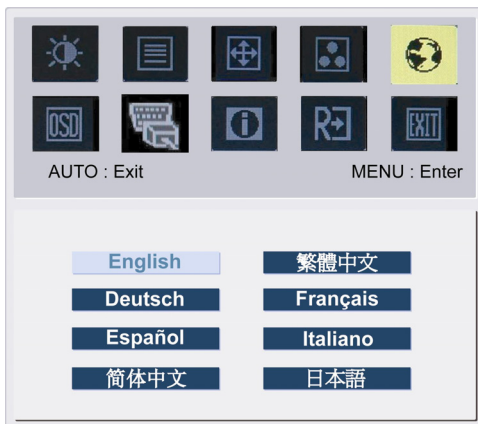 OSD
i
R
EXIT
AUTO : Exit
MENU : Enter
English
繁體中文
Deutsch
Français
Español
Italiano
简体中文
日本語